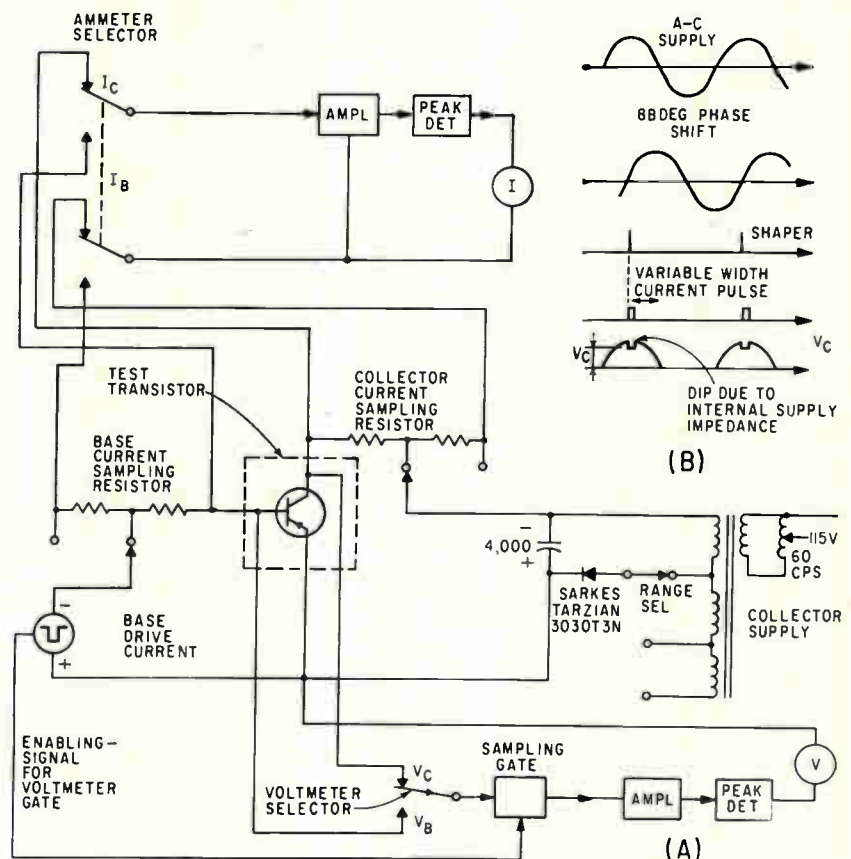 AMMETER
SELECTOR
I_C
I_B
AMPL
PEAK
DET
I
A-C
SUPPLY
88DEG PHASE
SHIFT
SHAPER
VARIABLE WIDTH
CURRENT PULSE
V_C
V_C
DIP DUE TO
INTERNAL SUPPLY
IMPEDANCE
(B)
TEST
TRANSISTOR
COLLECTOR
CURRENT
SAMPLING
RESISTOR
BASE
CURRENT
SAMPLING
RESISTOR
-
4,000
+
SARKES
TARZIAN
3030T3N
RANGE
SEL
115V
60
CPS
COLLECTOR
SUPPLY
-
+
BASE
DRIVE
CURRENT
ENABLING-
SIGNAL
FOR
VOLTMETER
GATE
VOLTMETER
SELECTOR
V_C
V_B
SAMPLING
GATE
AMPL
PEAK
DET
V
(A)